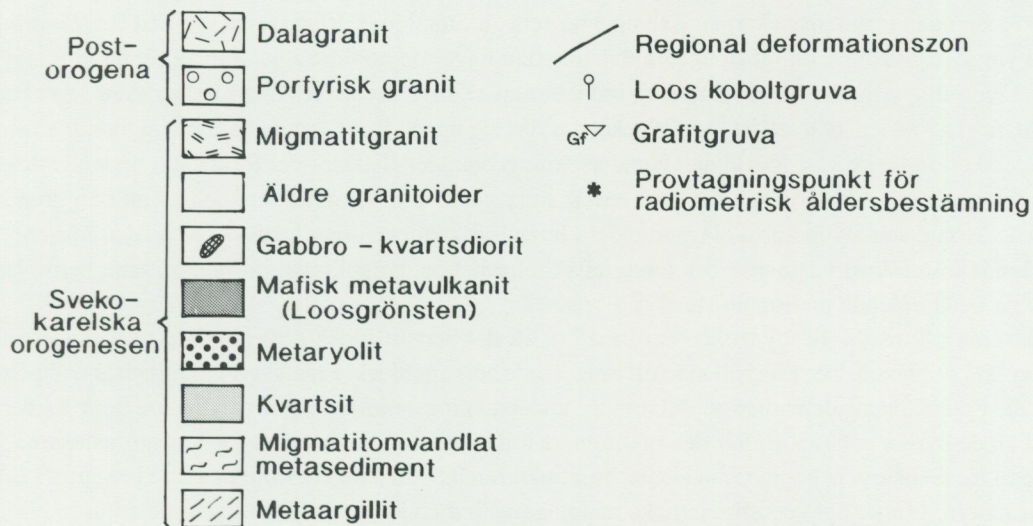 Post-
orogena
Dalagranit
Porfyrisk granit
Sveko-
karelska
orogenesen
Migmatitgranit
Äldre granitoider
Gabbro – kvartsdiorit
Mafisk metavulkanit
(Loosgrönsten)
Metaryolit
Kvartsit
Migmatitomvandlat
metasediment
Metaargillit
Regional deformationszon
Loos koboltgruva
Gf Grafitgruva
Provtagningspunkt för
radiometrisk åldersbestämning